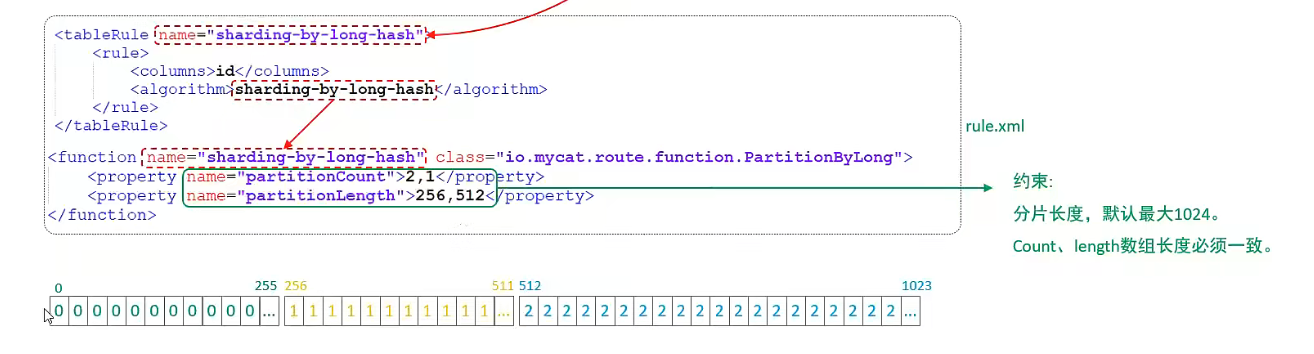 <tableRule name="sharding-by-long-hash"
<rule>
<columns>id</columns>
<algorithm>sharding-by-long-hash</algorithm>
</rule>
</tableRule>
rule.xml
<function name="sharding-by-long-hash" class="io.mycat.route.function.PartitionByLong">
<property name="partitionCount">2,1</property>
<property name="partitionLength">256,512</property>
</function>
约束:
分片长度，默认最大1024。
Count、length数组长度必须一致。
0 255 256 511 512 1023
0 0 0 0 0 0 0 0 0 0 0 ... 1 1 1 1 1 1 1 1 1 1 1 ... 2 2 2 2 2 2 2 2 2 2 2 2 2 2 2 2 2 2 2 2 ...